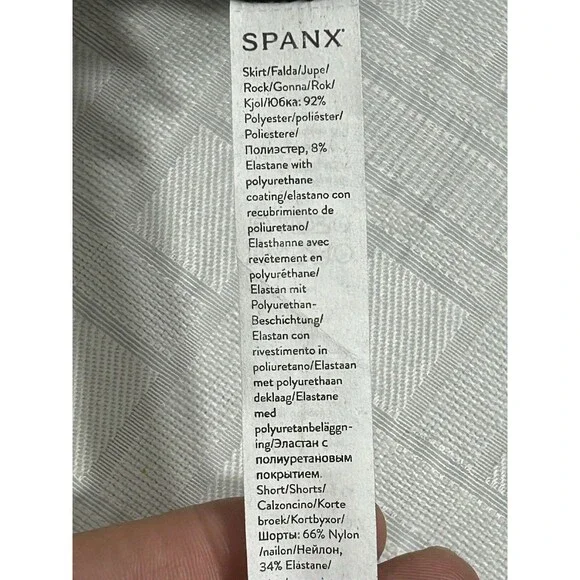 SPANX
Skirt/Falda/Jupe/
Rock/Gonna/Rok/
Kjol/Юбка: 92%
Polyester/poliéster/
Poliestere/
Полиэстер, 8%
Elastane with
polyurethane
coating/elastano con
recubrimiento de
poliuretano/
Elasthanne avec
revêtement en
polyuréthane/
Elastan mit
Polyurethan-
Beschichtung/
Elastan con
rivestimento in
poliuretano/Elastaan
met polyurethaan
deklaag/Elastane
med
polyuretanbeläggn-
ing/Эластан с
полиуретановым
покрытием
Short/Shorts/
Calzoncino/Korte
broek/Kortbyxor/
Шорты: 66% Nylon
/nailon/Нейлон,
34% Elastane/